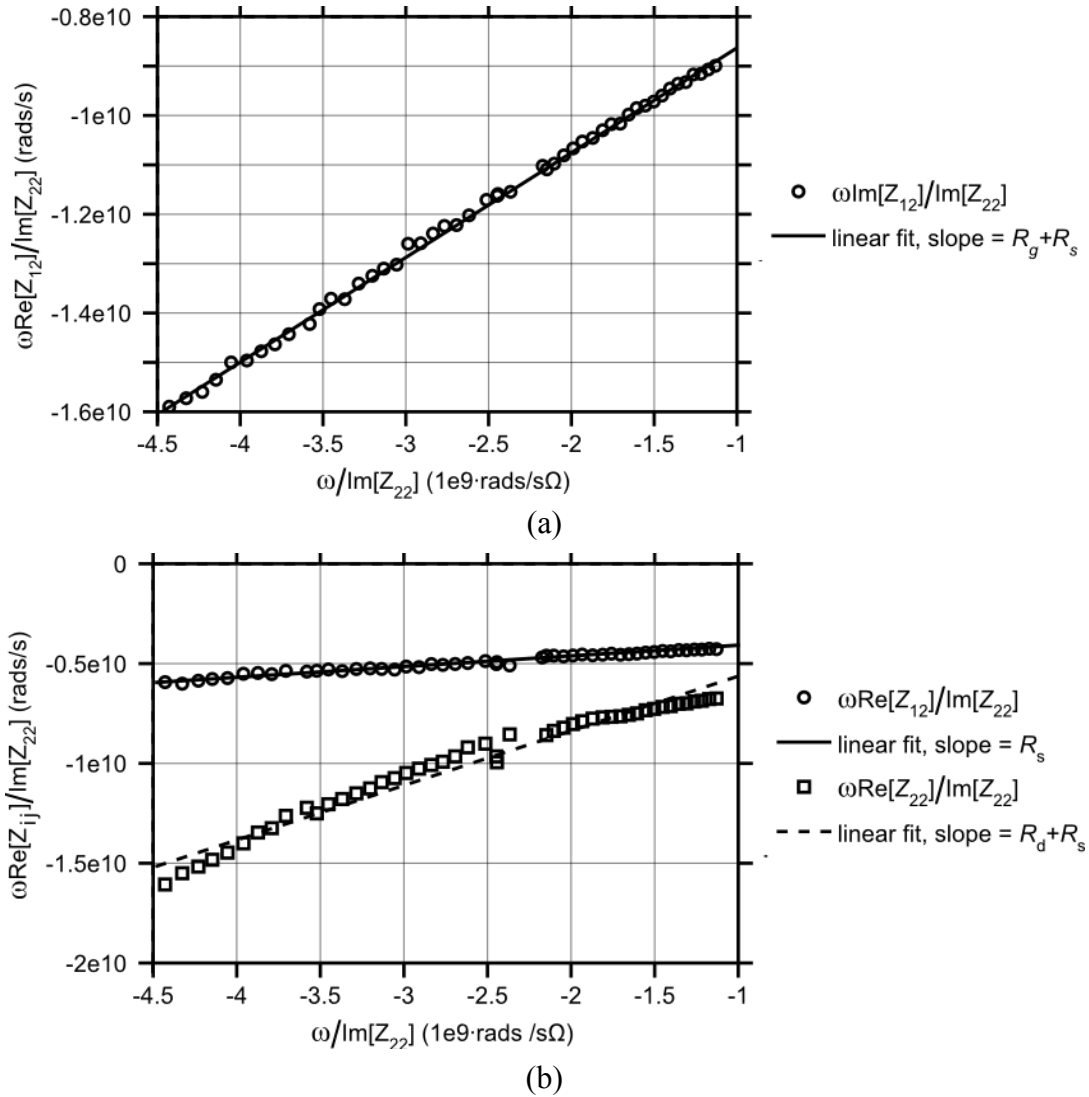 -0.8e10
-1e10
-1.2e10
-1.4e10
-1.6e10
ωRe[Z12]/Im[Z22] (rads/s)
-4.5 -4 -3.5 -3 -2.5 -2 -1.5 -1
ω/Im[Z22] (1e9·rads/sΩ)
ωIm[Z12]/Im[Z22]
linear fit, slope = Rg+Rs
(a)
0
-0.5e10
-1e10
-1.5e10
-2e10
ωRe[Zij]/Im[Z22] (rads/s)
-4.5 -4 -3.5 -3 -2.5 -2 -1.5 -1
ω/Im[Z22] (1e9·rads /sΩ)
ωRe[Z12]/Im[Z22]
linear fit, slope = Rs
ωRe[Z22]/Im[Z22]
linear fit, slope = Rd+Rs
(b)